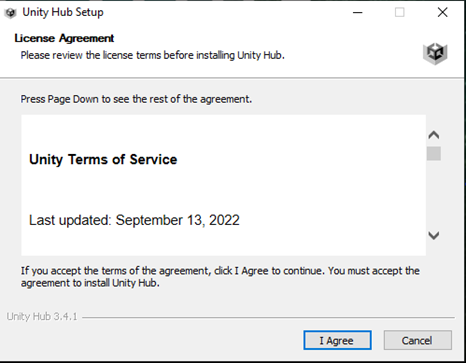 Unity Hub Setup
License Agreement
Please review the license terms before installing Unity Hub.
Press Page Down to see the rest of the agreement.
Unity Terms of Service
Last updated: September 13, 2022
If you accept the terms of the agreement, click I Agree to continue. You must accept the
agreement to install Unity Hub.
Unity Hub 3.4.1
I Agree
Cancel